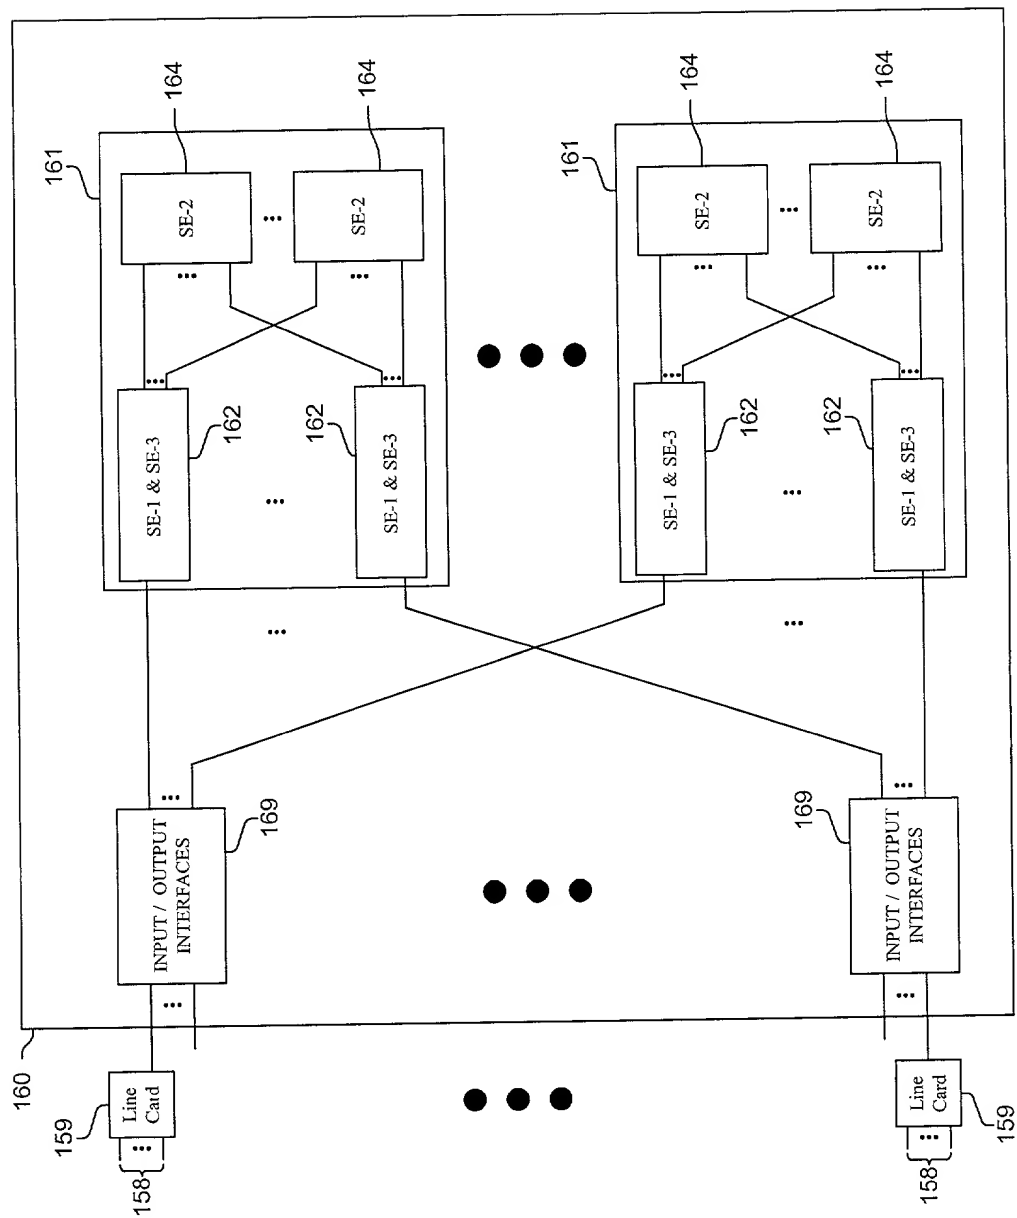 160
161
159
158
Line
Card
INPUT / OUTPUT
INTERFACES
SE-1 & SE-3
SE-2
164
162
169
162
SE-1 & SE-3
SE-2
164
161
SE-1 & SE-3
SE-2
164
162
169
162
INPUT / OUTPUT
INTERFACES
SE-1 & SE-3
SE-2
164
158
Line
Card
159